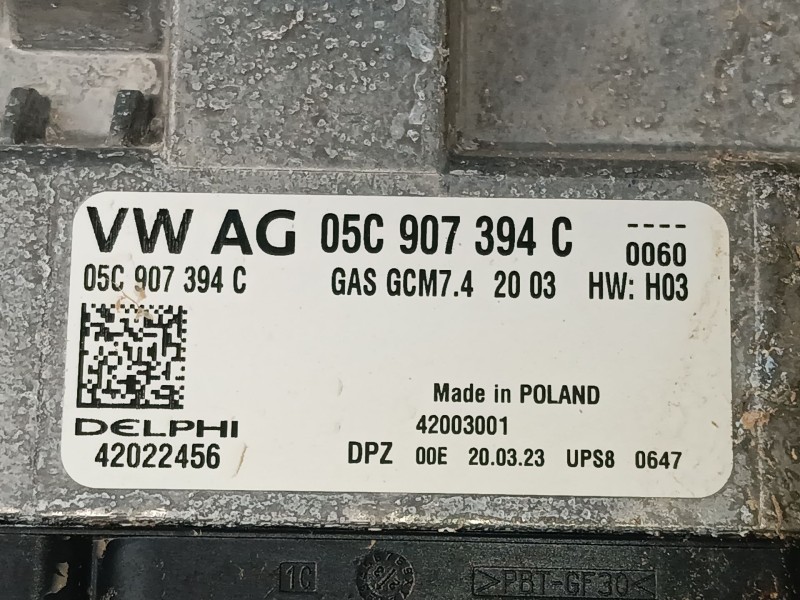 VW AG 05C 907 394 C ----
0060
05C 907 394 C GAS GCM7.4 20 03 HW: H03
Made in POLAND
DELPHI 42003001
42022456 DPZ 00E 20.03.23 UPS8 0647
1C >PBT-GF30<